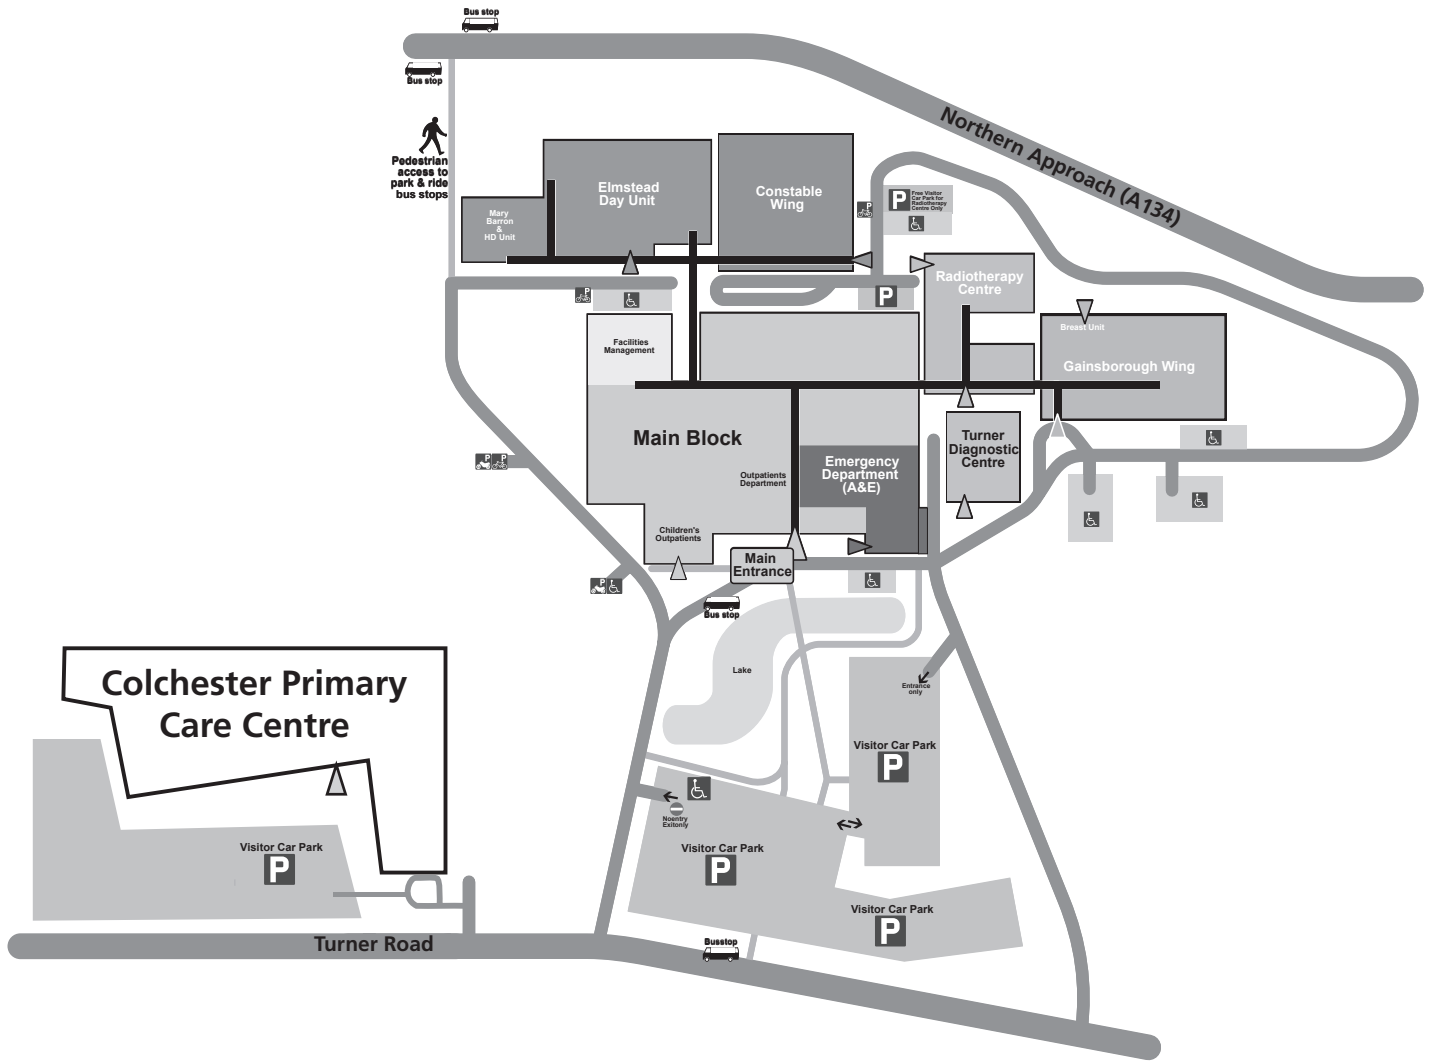 Bus stop
Bus stop
Northern Approach (A134)
Pedestrian
access to
park & ride
bus stops
Elmstead
Day Unit
Constable
Wing
Mary
Barron
&
HD Unit
P
P
Free Visitor
Car Park for
Radiotherapy
Centre Only
Radiotherapy
Centre
P
P
Breast Unit
Gainsborough Wing
Facilities
Management
Main Block
Turner
Diagnostic
Centre
Emergency
Department
(A&E)
Outpatients
Department
P
P
Children's
Outpatients
Main
Entrance
P
Bus stop
Lake
Entrance
only
Colchester Primary
Care Centre
Visitor Car Park
P
Noentry
Exitonly
Visitor Car Park
P
Visitor Car Park
P
Visitor Car Park
P
Turner Road
Busstop